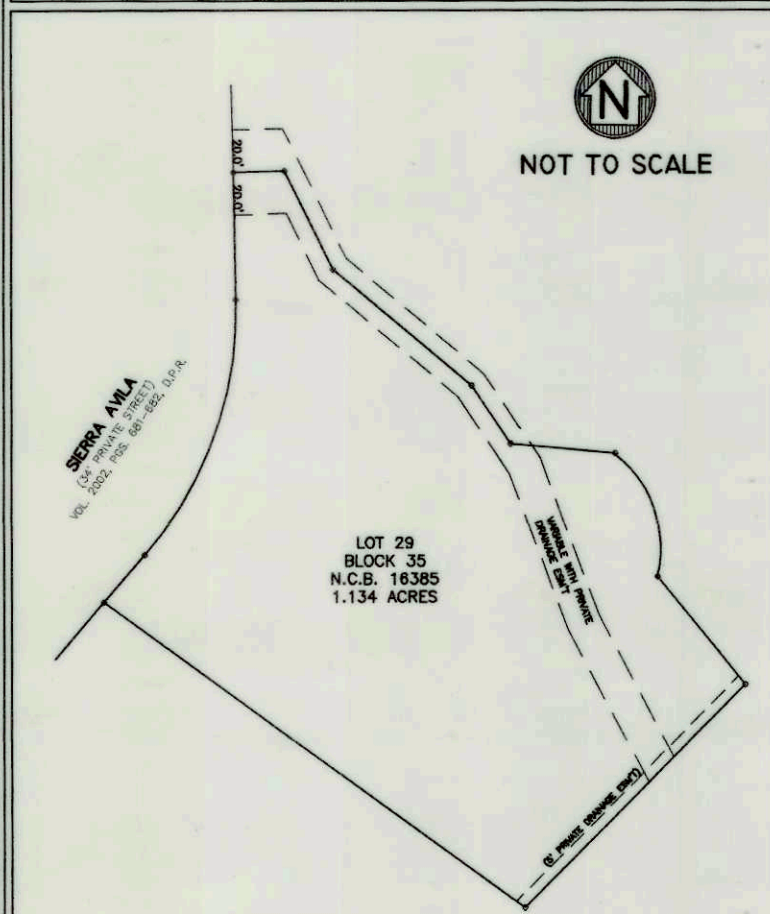 N
NOT TO SCALE
20.0'
20.0'
SIERRA AVILA
(34' PRIVATE STREET)
VOL. 2002, PGS. 681-682, D.P.R.
LOT 29
BLOCK 35
N.C.B. 16385
1.134 ACRES
VARIABLE WITH PRIVATE
DRAINAGE ESM'T
(5' PRIVATE DRAINAGE ESM'T)